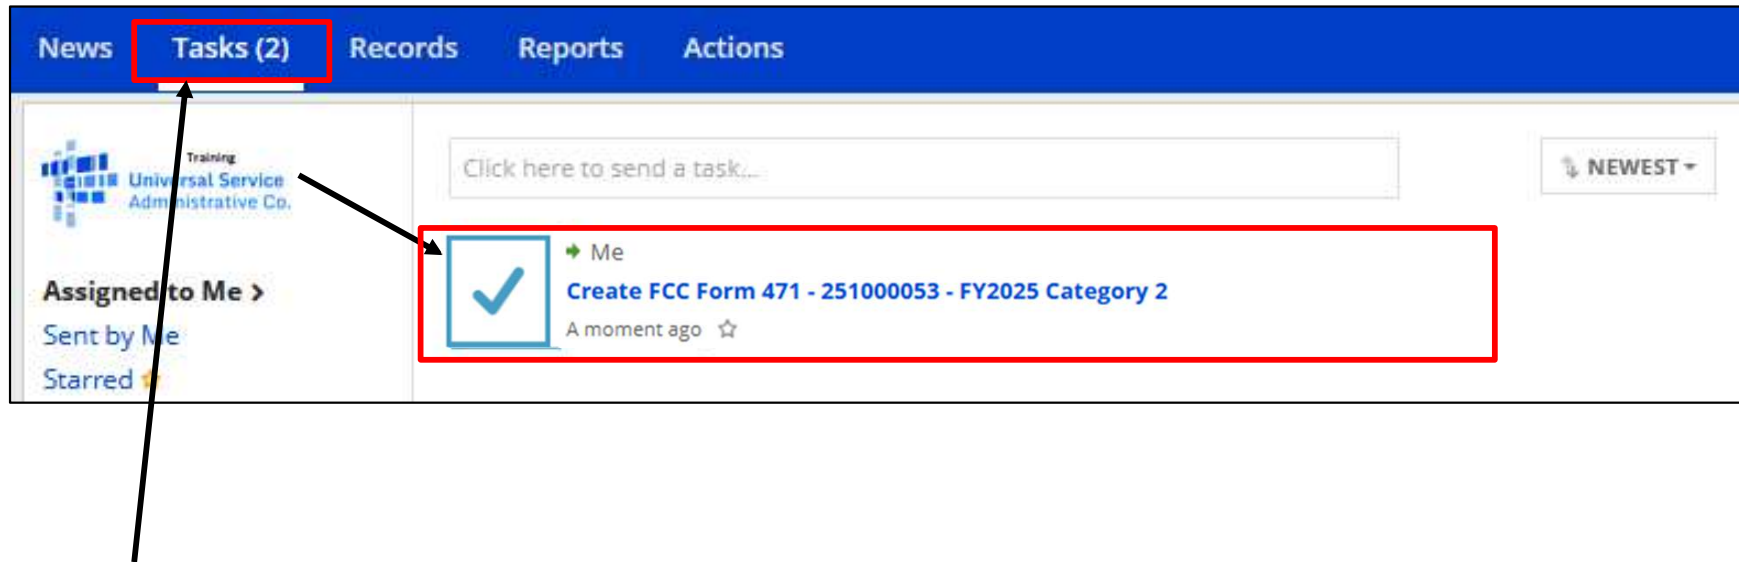 News Tasks (2) Records Reports Actions
Training
Universal Service
Administrative Co.
Click here to send a task...
NEWEST
Me
Assigned to Me >
Create FCC Form 471 - 251000053 - FY2025 Category 2
Sent by Me
A moment ago
Starred